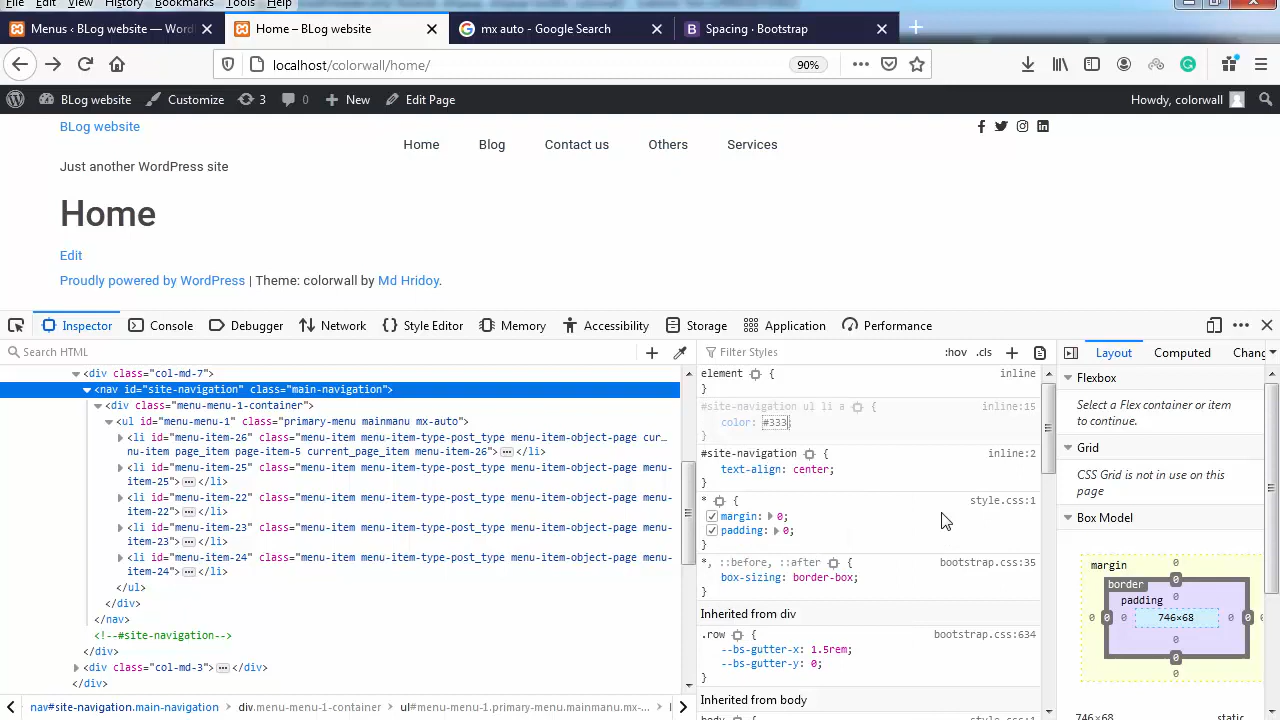 File Edit View History Bookmarks Tools Help
Menus ‹ BLog website — Word
Home – BLog website
mx auto - Google Search
Spacing · Bootstrap
localhost/colorwall/home/
90%
BLog website Customize 3 0 New Edit Page Howdy, colorwall
BLog website
Home Blog Contact us Others Services
Just another WordPress site
Home
Edit
Proudly powered by WordPress | Theme: colorwall by Md Hridoy.
Inspector Console Debugger Network Style Editor Memory Accessibility Storage Application Performance
Search HTML
<div class="col-md-7">
<nav id="site-navigation" class="main-navigation">
<div class="menu-menu-1-container">
<ul id="menu-menu-1" class="primary-menu mainmanu mx-auto">
<li id="menu-item-26" class="menu-item menu-item-type-post_type menu-item-object-page cur…
nu-item page_item page-item-5 current_page_item menu-item-26"> </li>
<li id="menu-item-25" class="menu-item menu-item-type-post_type menu-item-object-page menu-
item-25"> </li>
<li id="menu-item-22" class="menu-item menu-item-type-post_type menu-item-object-page menu-
item-22"> </li>
<li id="menu-item-23" class="menu-item menu-item-type-post_type menu-item-object-page menu-
item-23"> </li>
<li id="menu-item-24" class="menu-item menu-item-type-post_type menu-item-object-page menu-
item-24"> </li>
</ul>
</div>
</nav>
<!--#site-navigation-->
</div>
<div class="col-md-3"> </div>
</div>
nav#site-navigation.main-navigation div.menu-menu-1-container ul#menu-menu-1.primary-menu.mainmanu.mx-…
Filter Styles :hov .cls
element { inline
}
#site-navigation ul li a { inline:15
color: #333;
}
#site-navigation { inline:2
text-align: center;
}
* { style.css:1
margin: 0;
padding: 0;
}
*, ::before, ::after { bootstrap.css:35
box-sizing: border-box;
}
Inherited from div
.row { bootstrap.css:634
--bs-gutter-x: 1.5rem;
--bs-gutter-y: 0;
}
Inherited from body
Layout Computed Chang
Flexbox
Select a Flex container or item
to continue.
Grid
CSS Grid is not in use on this
page
Box Model
margin 0
border 0
padding 0
0 0 0 746×68 0 0 0
0
0
0
746×68 static